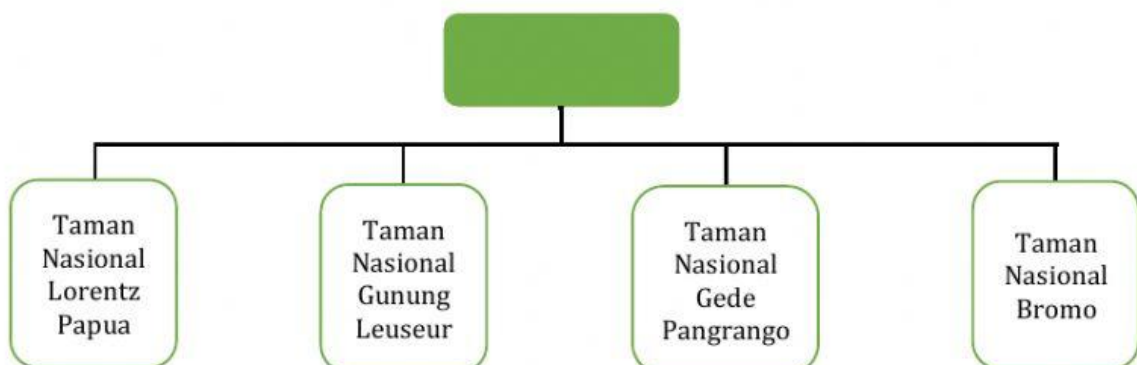 Taman
Nasional
Lorentz
Papua
Taman
Nasional
Gunung
Leuseur
Taman
Nasional
Gede
Pangrango
Taman
Nasional
Bromo